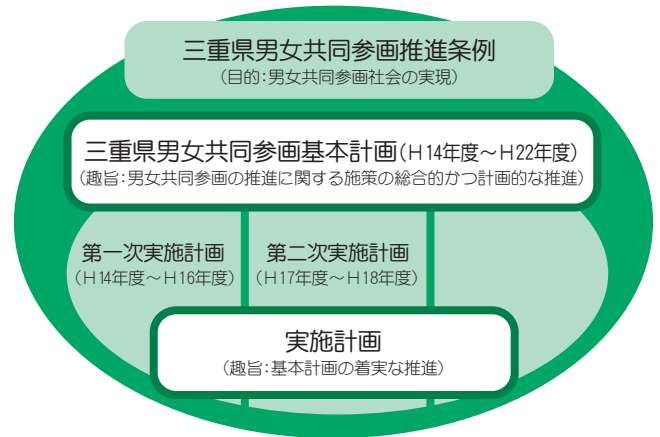 三重県男女共同参画推進条例
（目的：男女共同参画社会の実現）
三重県男女共同参画基本計画（Ｈ14年度～Ｈ22年度）
（趣旨：男女共同参画の推進に関する施策の総合的かつ計画的な推進）
第一次実施計画
（Ｈ14年度～Ｈ16年度）
第二次実施計画
（Ｈ17年度～Ｈ18年度）
実施計画
（趣旨：基本計画の着実な推進）